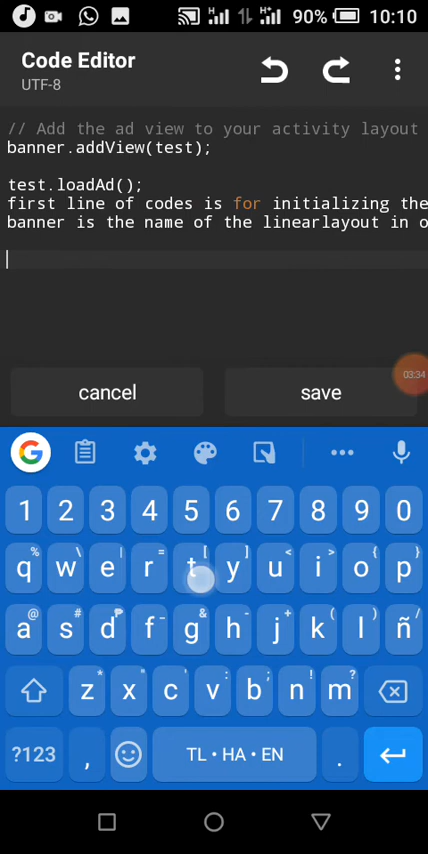 90% 10:10
Code Editor
UTF-8
// Add the ad view to your activity layout
banner.addView(test);
test.loadAd();
first line of codes is for initializing the
banner is the name of the linearlayout in o
03:34
cancel save
G
1 2 3 4 5 6 7 8 9 0
% \ | = [ ] < > { }
q w e r t y u i o p
@ # ₱ _ & - + ( ) /
a s d f g h j k l ñ
* " ' : ; ! ?
z x c v b n m
?123 , TL • HA • EN .